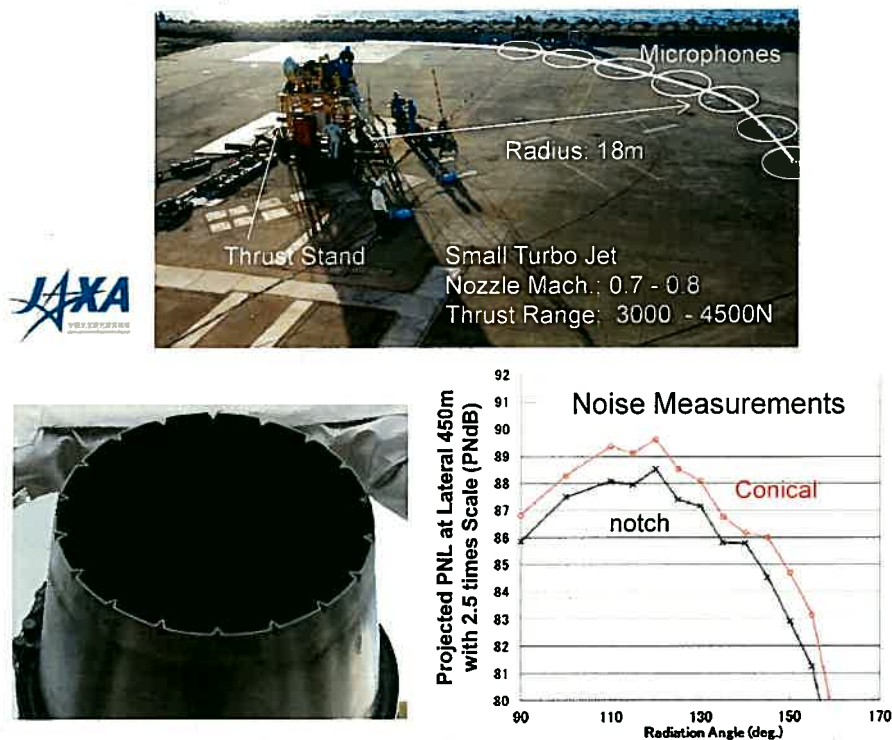 Microphones
Radius: 18m
Thrust Stand
Small Turbo Jet
Nozzle Mach.: 0.7 - 0.8
Thrust Range: 3000 - 4500N
JAXA
Noise Measurements
Conical
notch
Projected PNL at Lateral 450m
with 2.5 times Scale (PNdB)
92
91
90
89
88
87
86
85
84
83
82
81
80
90
110
130
150
170
Radiation Angle (deg.)